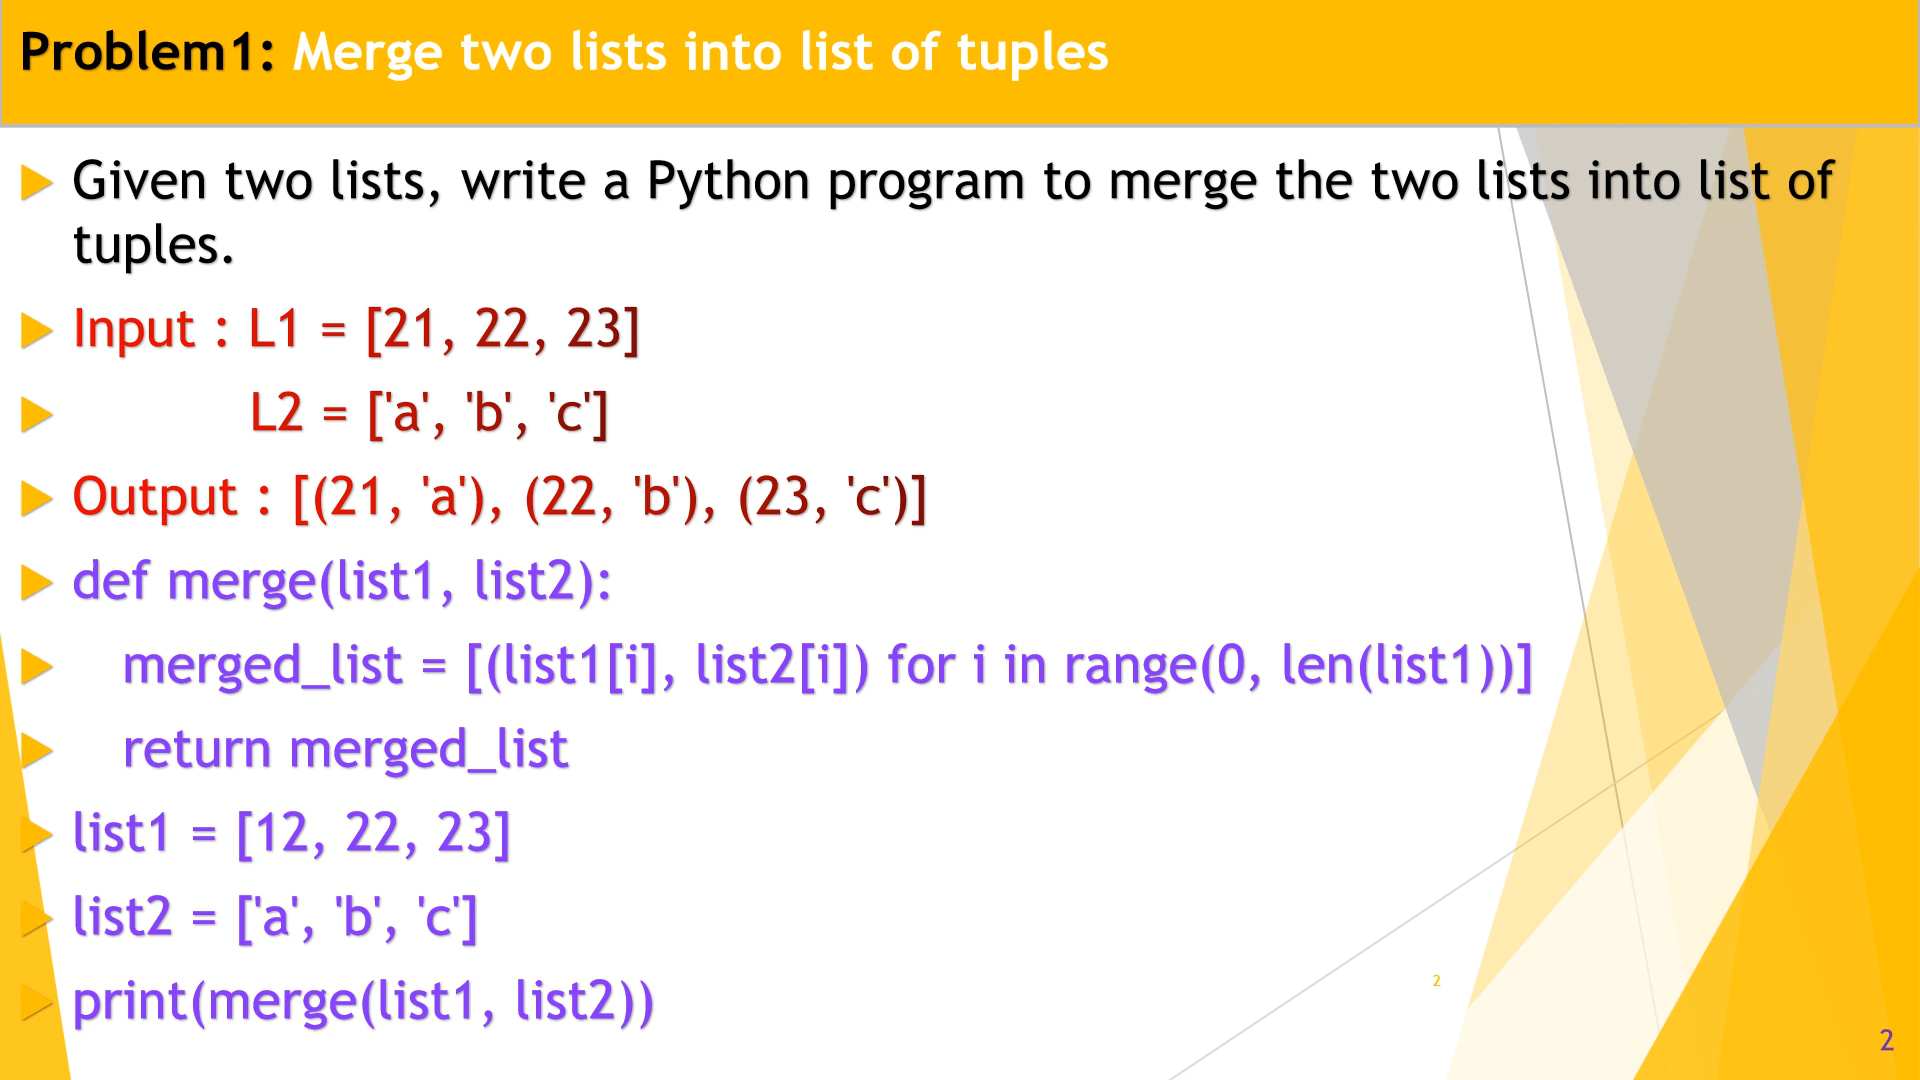 Problem1: Merge two lists into list of tuples
Given two lists, write a Python program to merge the two lists into list of
tuples.
Input : L1 = [21, 22, 23]
L2 = ['a', 'b', 'c']
Output : [(21, 'a'), (22, 'b'), (23, 'c')]
def merge(list1, list2):
merged_list = [(list1[i], list2[i]) for i in range(0, len(list1))]
return merged_list
list1 = [12, 22, 23]
list2 = ['a', 'b', 'c']
print(merge(list1, list2))
2
2